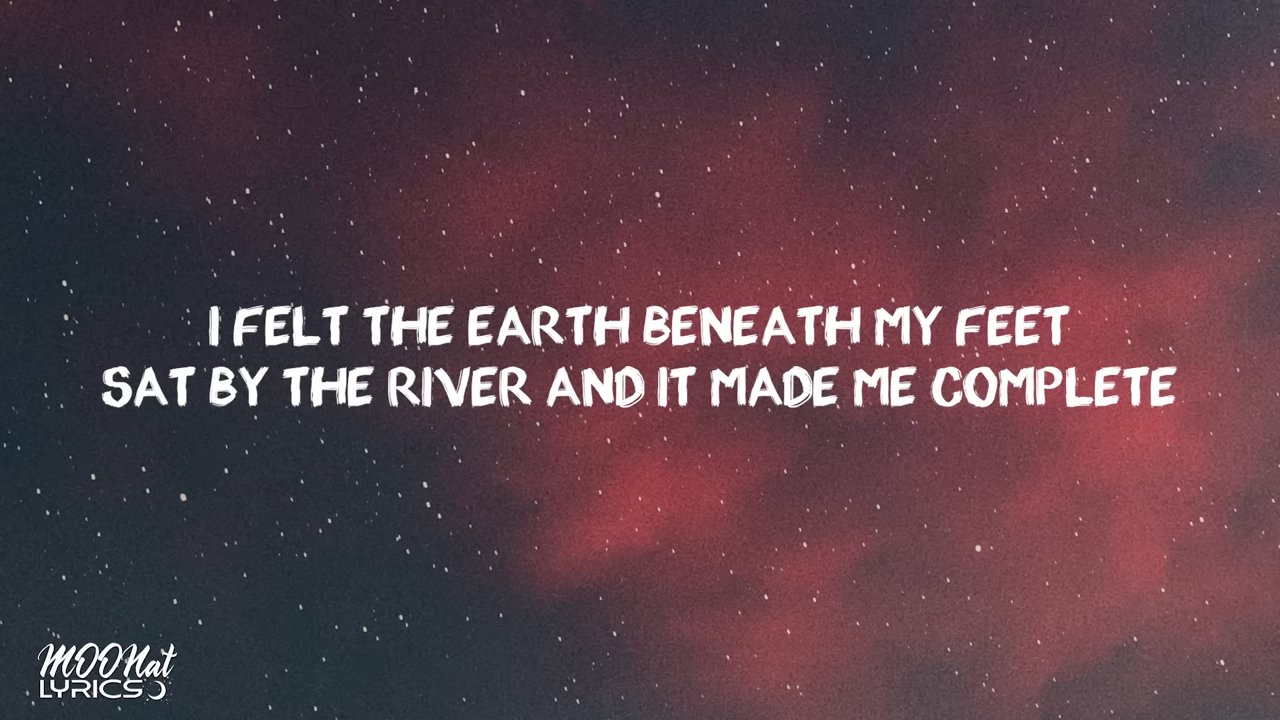 I FELT THE EARTH BENEATH MY FEET
SAT BY THE RIVER AND IT MADE ME COMPLETE
MOONat
LYRICS